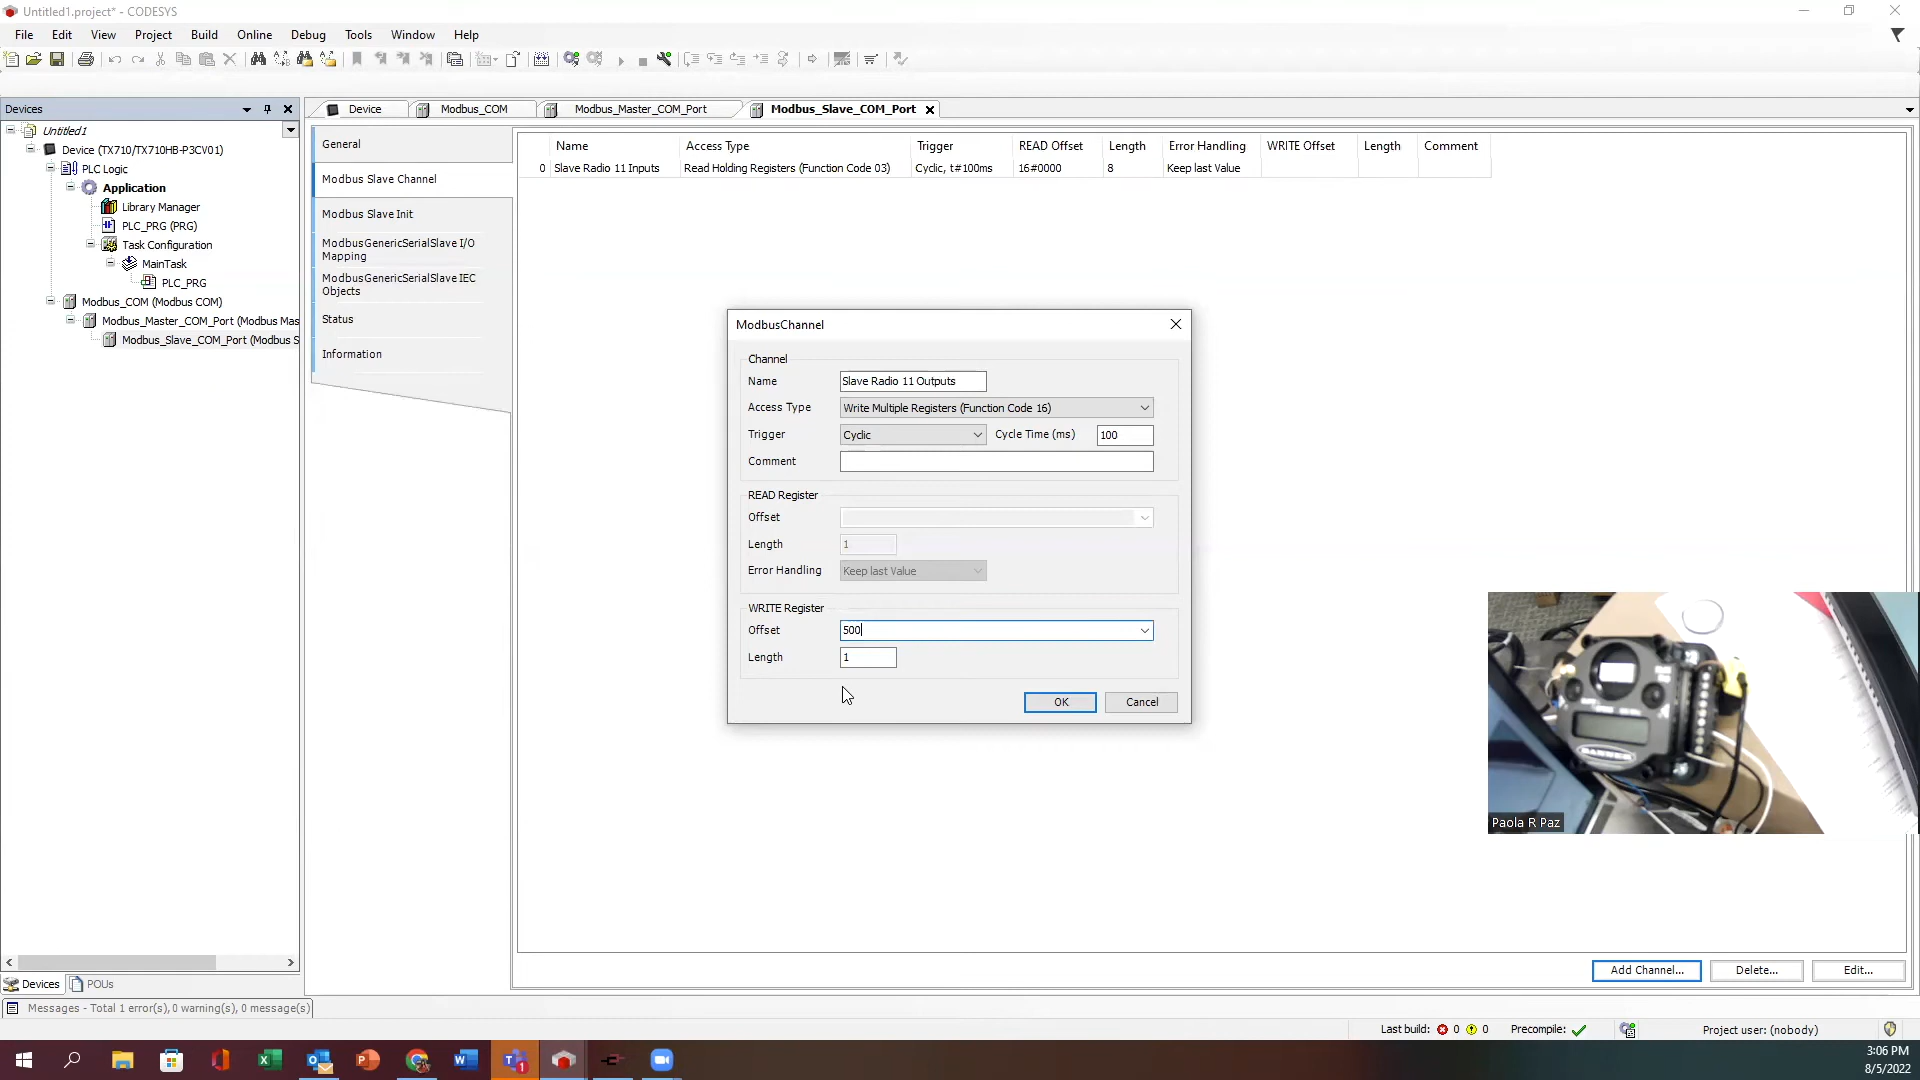 Untitled1.project* - CODESYS
File Edit View Project Build Online Debug Tools Window Help
Devices
Untitled1
Device (TX710/TX710HB-P3CV01)
PLC Logic
Application
Library Manager
PLC_PRG (PRG)
Task Configuration
MainTask
PLC_PRG
Modbus_COM (Modbus COM)
Modbus_Master_COM_Port (Modbus Mas
Modbus_Slave_COM_Port (Modbus S
Devices POUs
Device Modbus_COM Modbus_Master_COM_Port Modbus_Slave_COM_Port
General
Modbus Slave Channel
Modbus Slave Init
ModbusGenericSerialSlave I/O
Mapping
ModbusGenericSerialSlave IEC
Objects
Status
Information
Name Access Type Trigger READ Offset Length Error Handling WRITE Offset Length Comment
0 Slave Radio 11 Inputs Read Holding Registers (Function Code 03) Cyclic, t#100ms 16#0000 8 Keep last Value
ModbusChannel
Channel
Name Slave Radio 11 Outputs
Access Type Write Multiple Registers (Function Code 16)
Trigger Cyclic Cycle Time (ms) 100
Comment
READ Register
Offset
Length 1
Error Handling Keep last Value
WRITE Register
Offset 500
Length 1
OK Cancel
BANNER
Paola R Paz
Add Channel... Delete... Edit...
Messages - Total 1 error(s), 0 warning(s), 0 message(s)
Last build: 0 0 Precompile: Project user: (nobody)
3:06 PM
8/5/2022